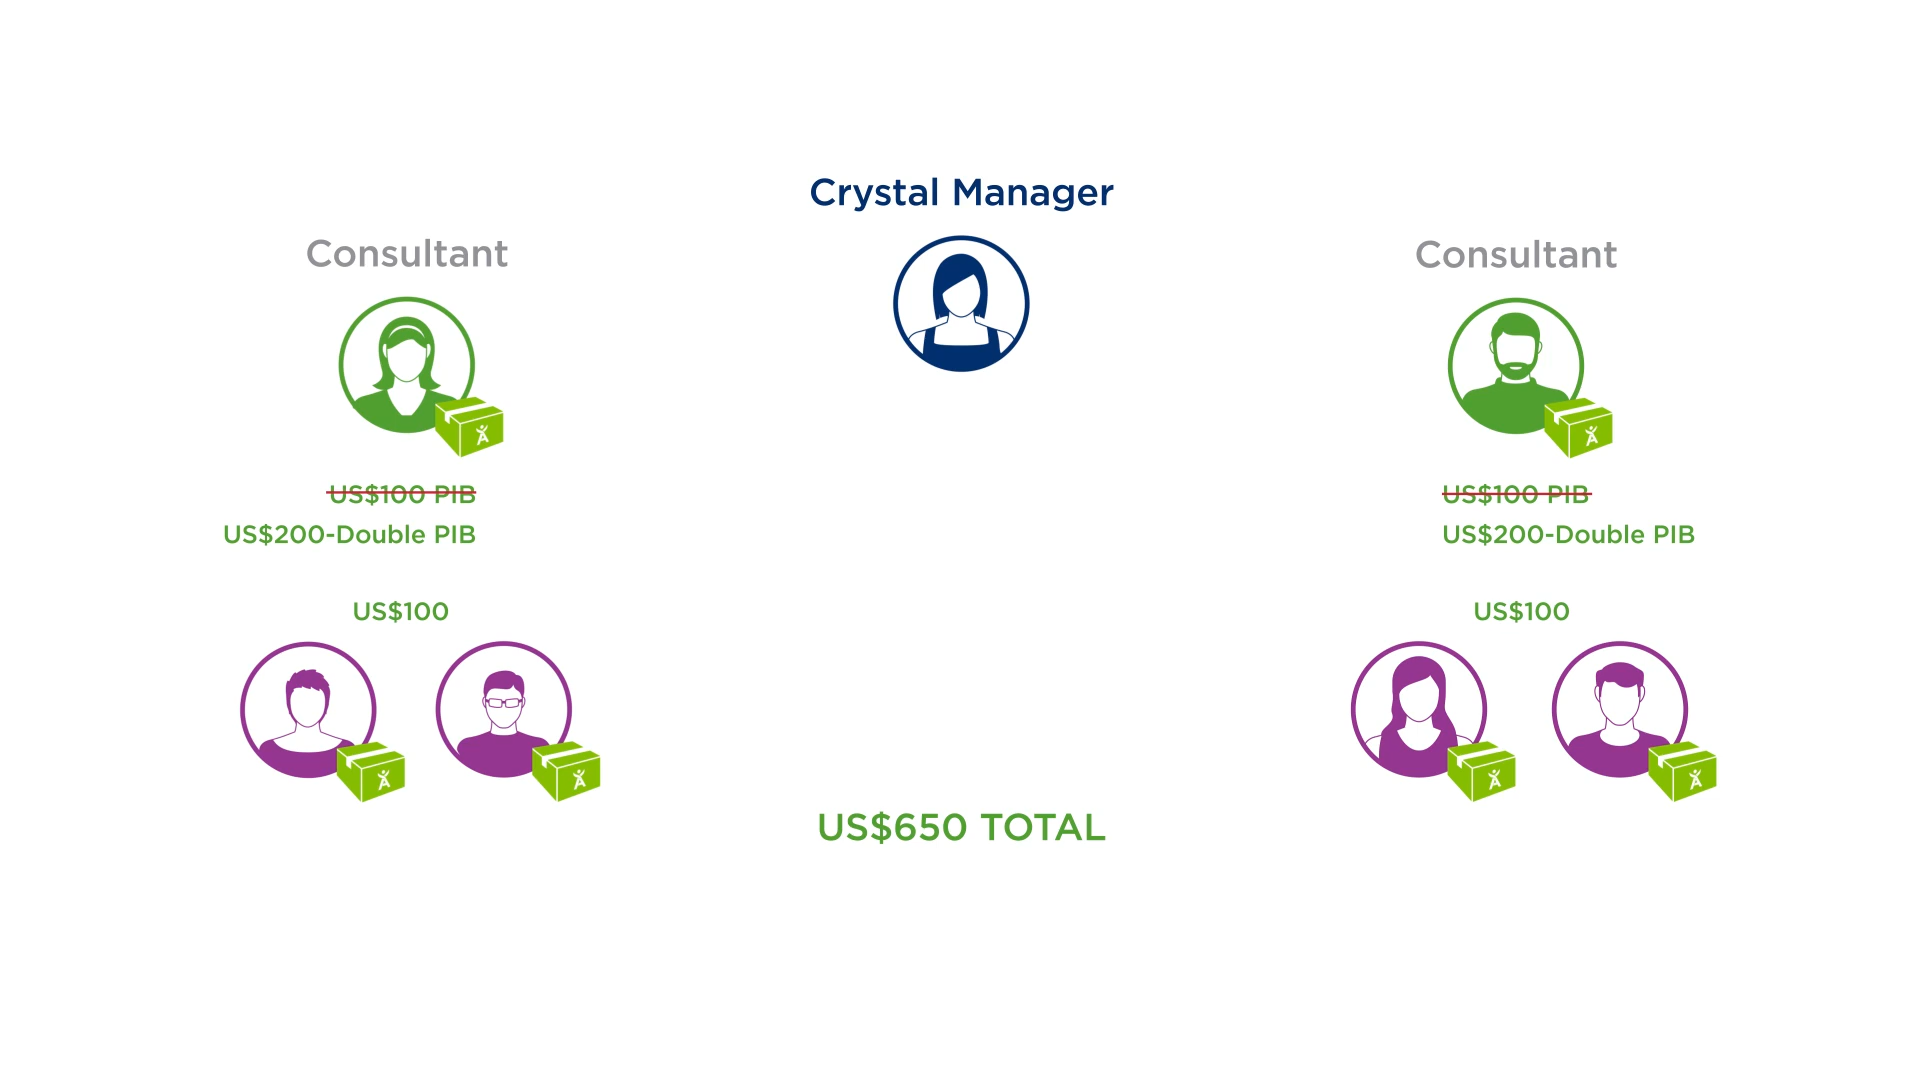 Crystal Manager
Consultant
Consultant
US$100 PIB
US$200-Double PIB
US$100 PIB
US$200-Double PIB
US$100
US$100
US$650 TOTAL